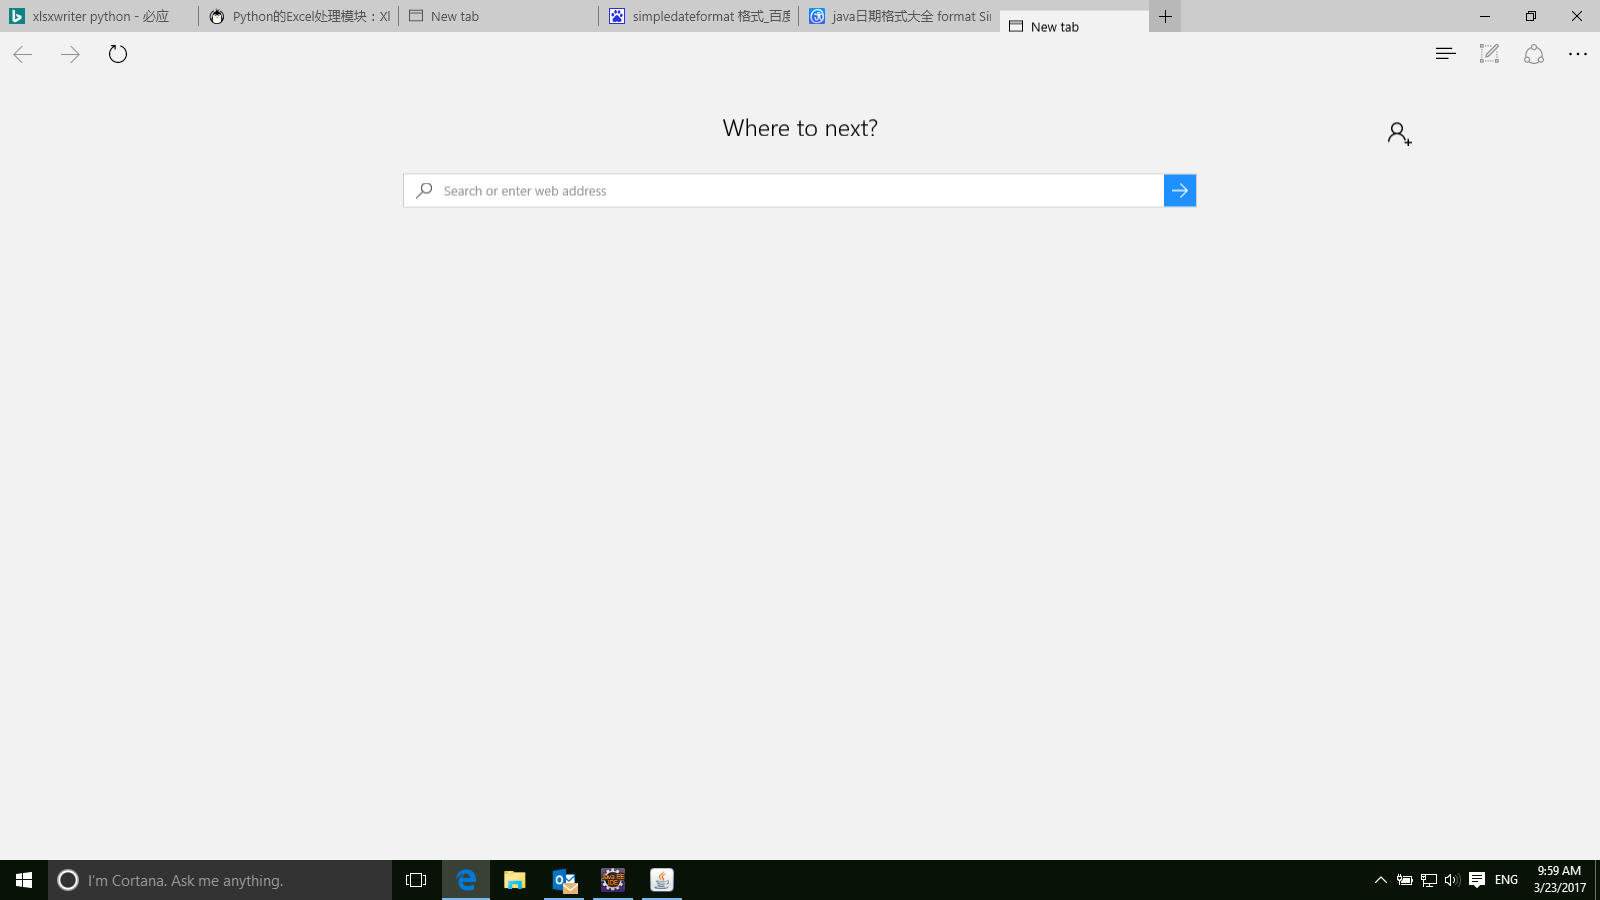 xlsxwriter python - 必应
Python的Excel处理模块：Xl
New tab
simpledateformat 格式_百度
java日期格式大全 format Sin
New tab
Where to next?
Search or enter web address
I'm Cortana. Ask me anything.
ENG
9:59 AM
3/23/2017